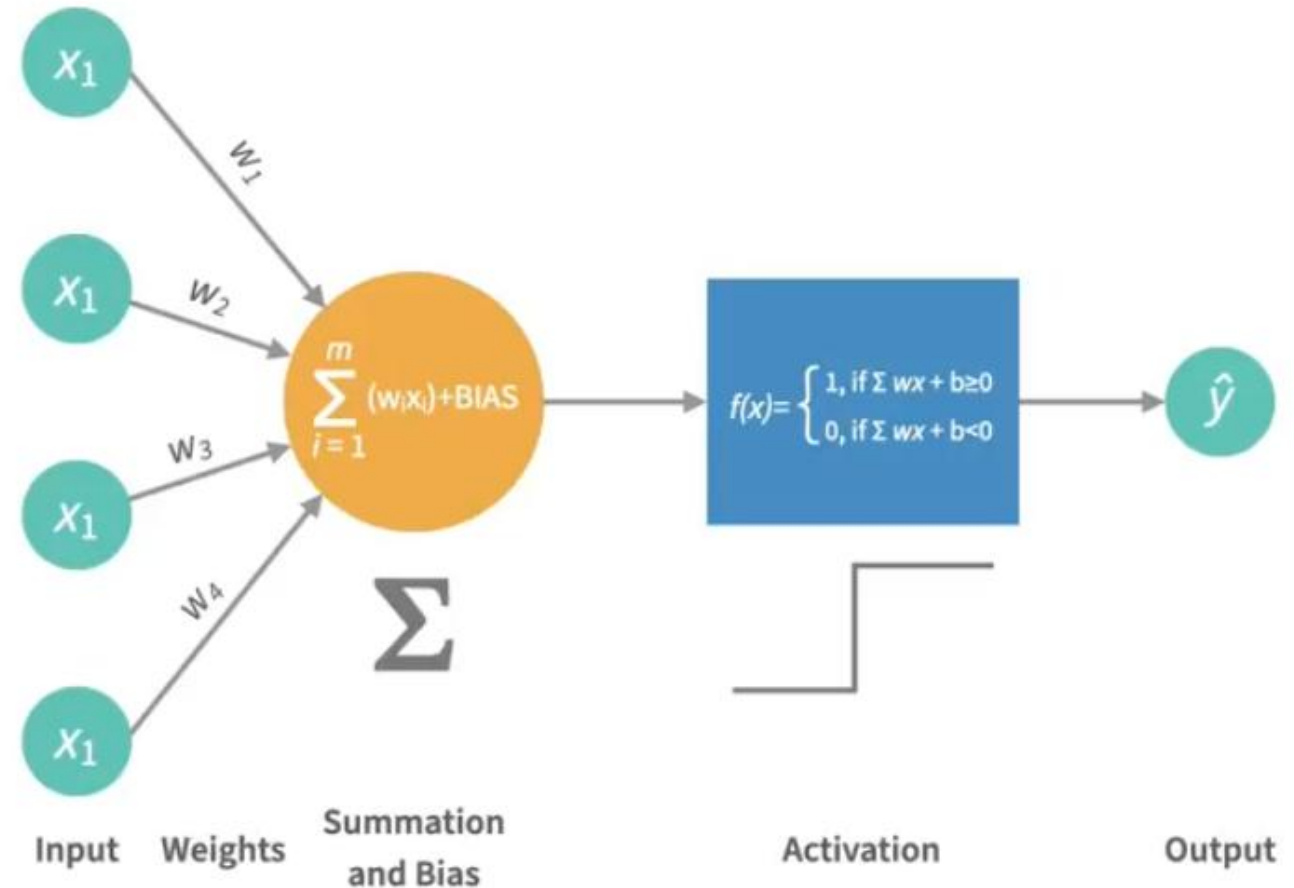 x₁
w₁
x₁
w₂
x₁
w₃
x₁
w₄
m
∑ (wᵢxᵢ)+BIAS
i = 1
Σ
f(x)= { 1, if Σ wx + b≥0
0, if Σ wx + b<0
ŷ
Input
Weights
Summation
and Bias
Activation
Output